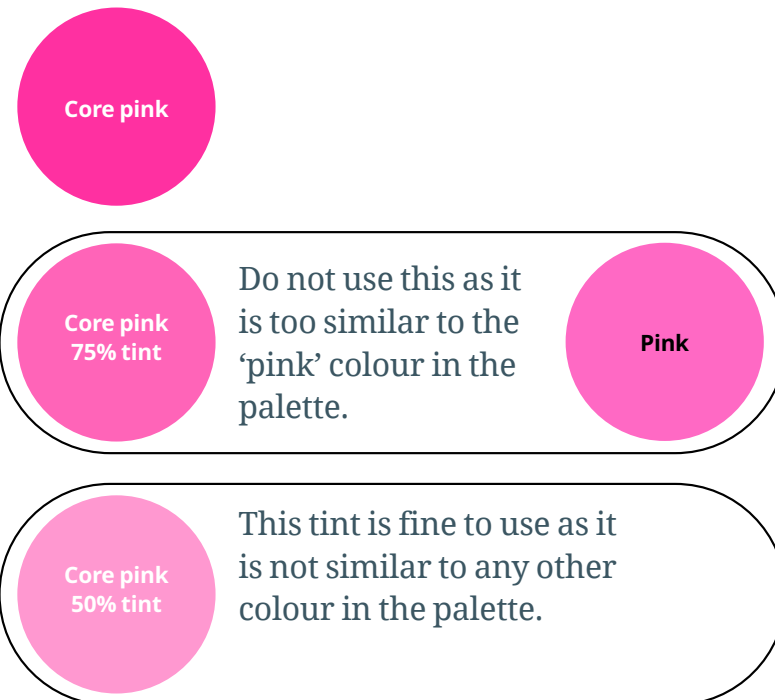 Core pink
Core pink
75% tint
Do not use this as it
is too similar to the
‘pink’ colour in the
palette.
Pink
Core pink
50% tint
This tint is fine to use as it
is not similar to any other
colour in the palette.